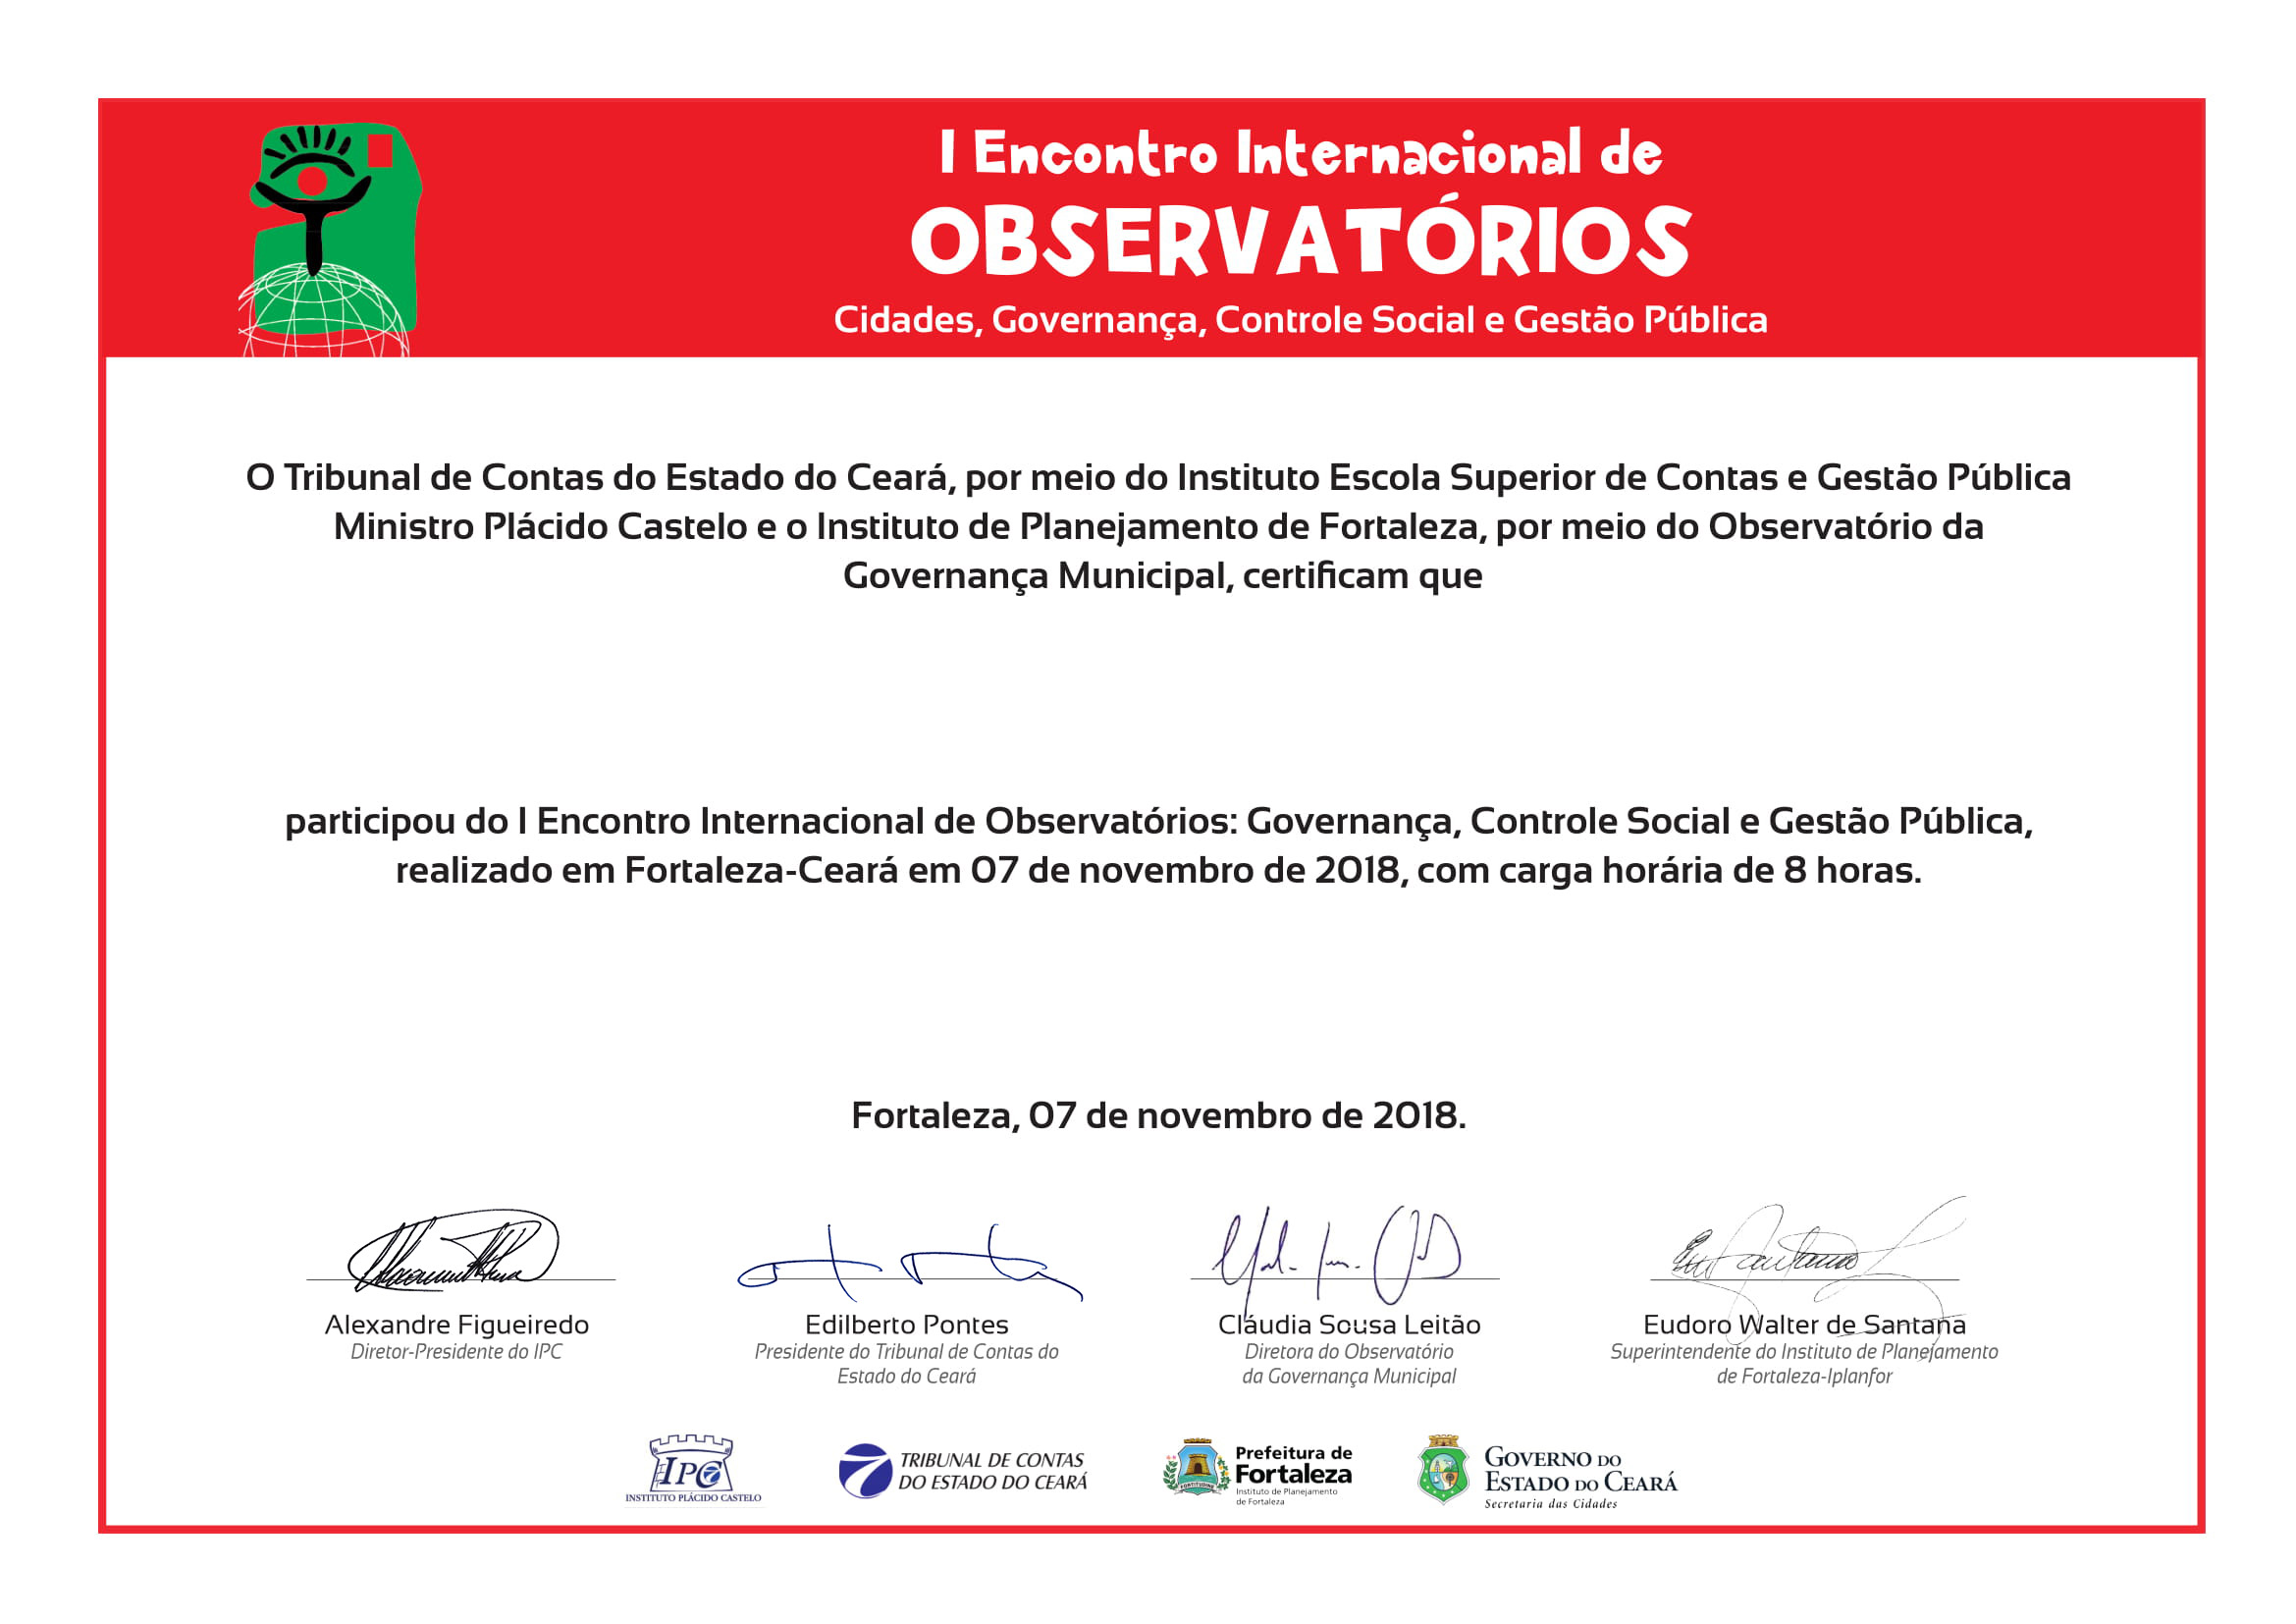 I Encontro Internacional de
OBSERVATÓRIOS
Cidades, Governança, Controle Social e Gestão Pública
O Tribunal de Contas do Estado do Ceará, por meio do Instituto Escola Superior de Contas e Gestão Pública
Ministro Plácido Castelo e o Instituto de Planejamento de Fortaleza, por meio do Observatório da
Governança Municipal, certificam que
participou do I Encontro Internacional de Observatórios: Governança, Controle Social e Gestão Pública,
realizado em Fortaleza-Ceará em 07 de novembro de 2018, com carga horária de 8 horas.
Fortaleza, 07 de novembro de 2018.
Alexandre Figueiredo
Diretor-Presidente do IPC
Edilberto Pontes
Presidente do Tribunal de Contas do
Estado do Ceará
Cláudia Sousa Leitão
Diretora do Observatório
da Governança Municipal
Eudoro Walter de Santana
Superintendente do Instituto de Planejamento
de Fortaleza-Iplanfor
IPC
INSTITUTO PLÁCIDO CASTELO
TRIBUNAL DE CONTAS
DO ESTADO DO CEARÁ
FORTITUDINE
Prefeitura de
Fortaleza
Instituto de Planejamento
de Fortaleza
GOVERNO DO
ESTADO DO CEARÁ
Secretaria das Cidades